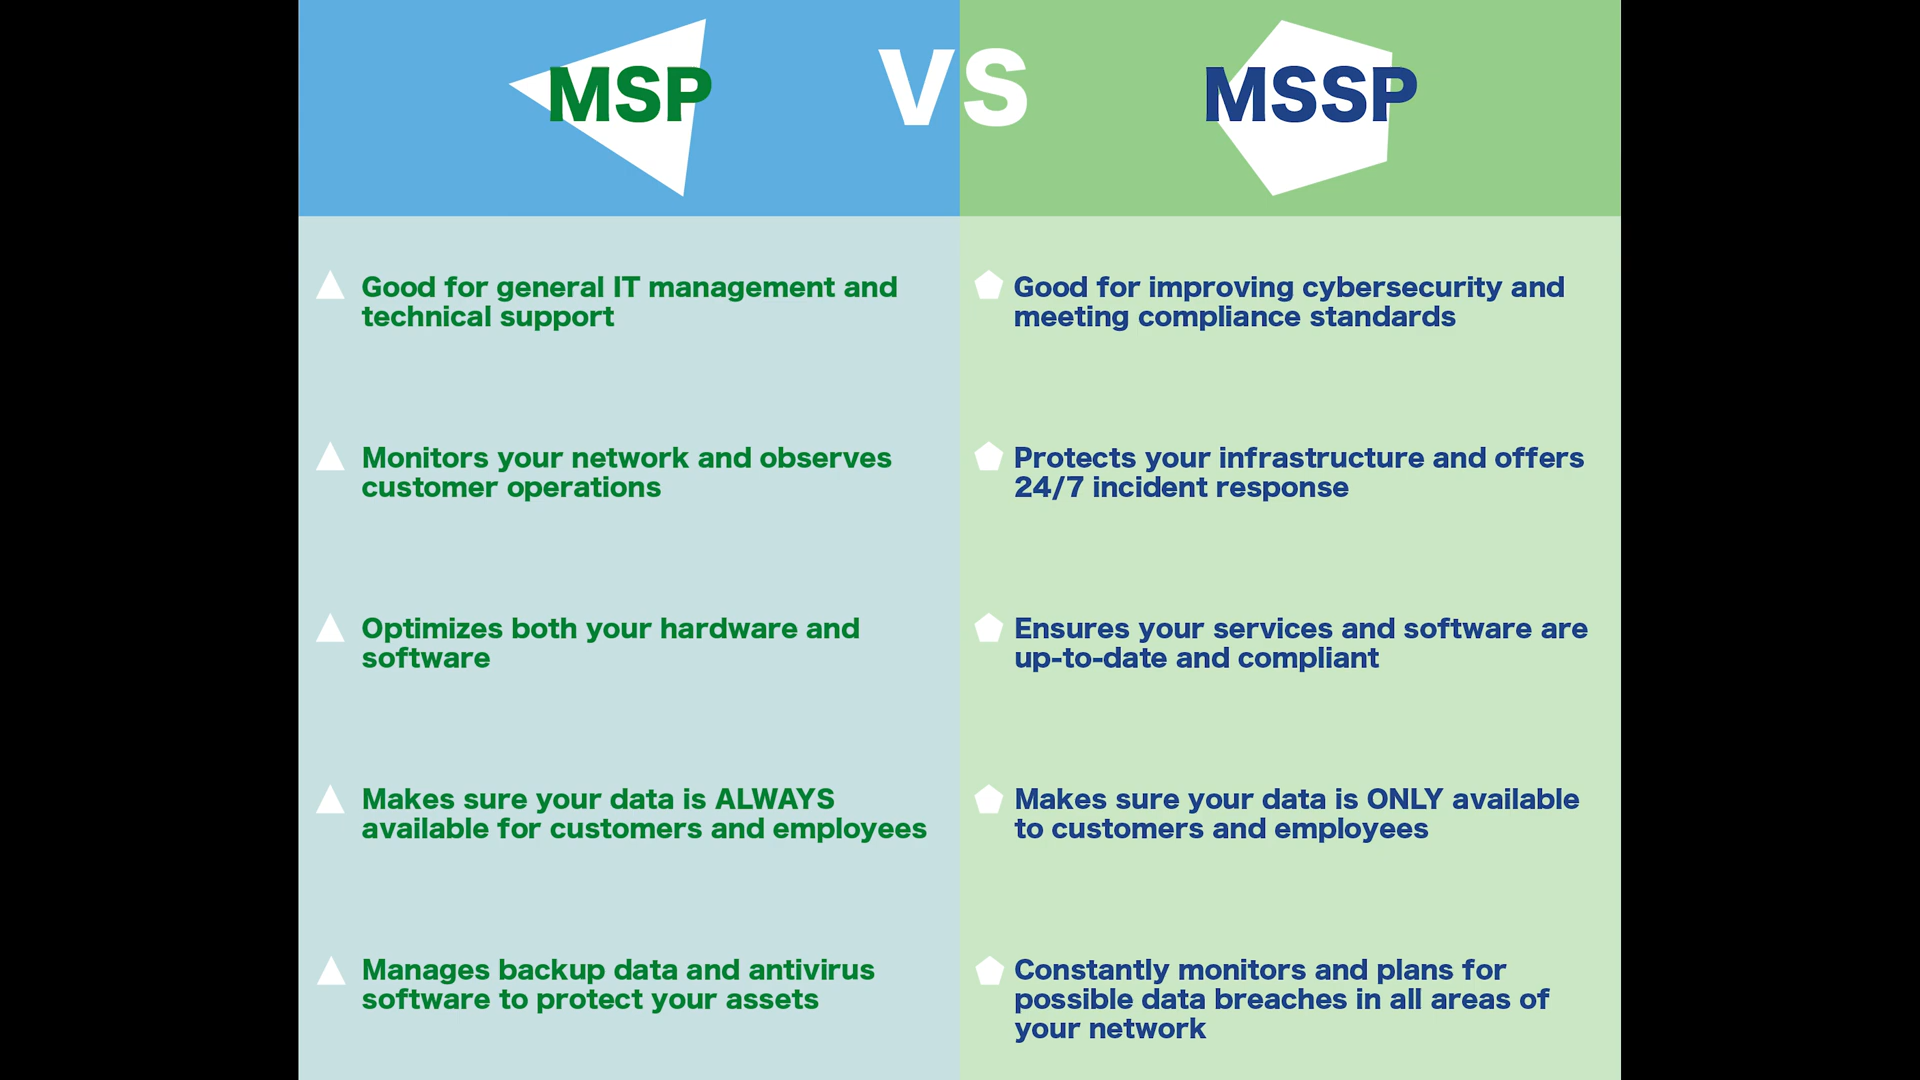 MSP
VS
MSSP
Good for general IT management and
technical support
Monitors your network and observes
customer operations
Optimizes both your hardware and
software
Makes sure your data is ALWAYS
available for customers and employees
Manages backup data and antivirus
software to protect your assets
Good for improving cybersecurity and
meeting compliance standards
Protects your infrastructure and offers
24/7 incident response
Ensures your services and software are
up-to-date and compliant
Makes sure your data is ONLY available
to customers and employees
Constantly monitors and plans for
possible data breaches in all areas of
your network